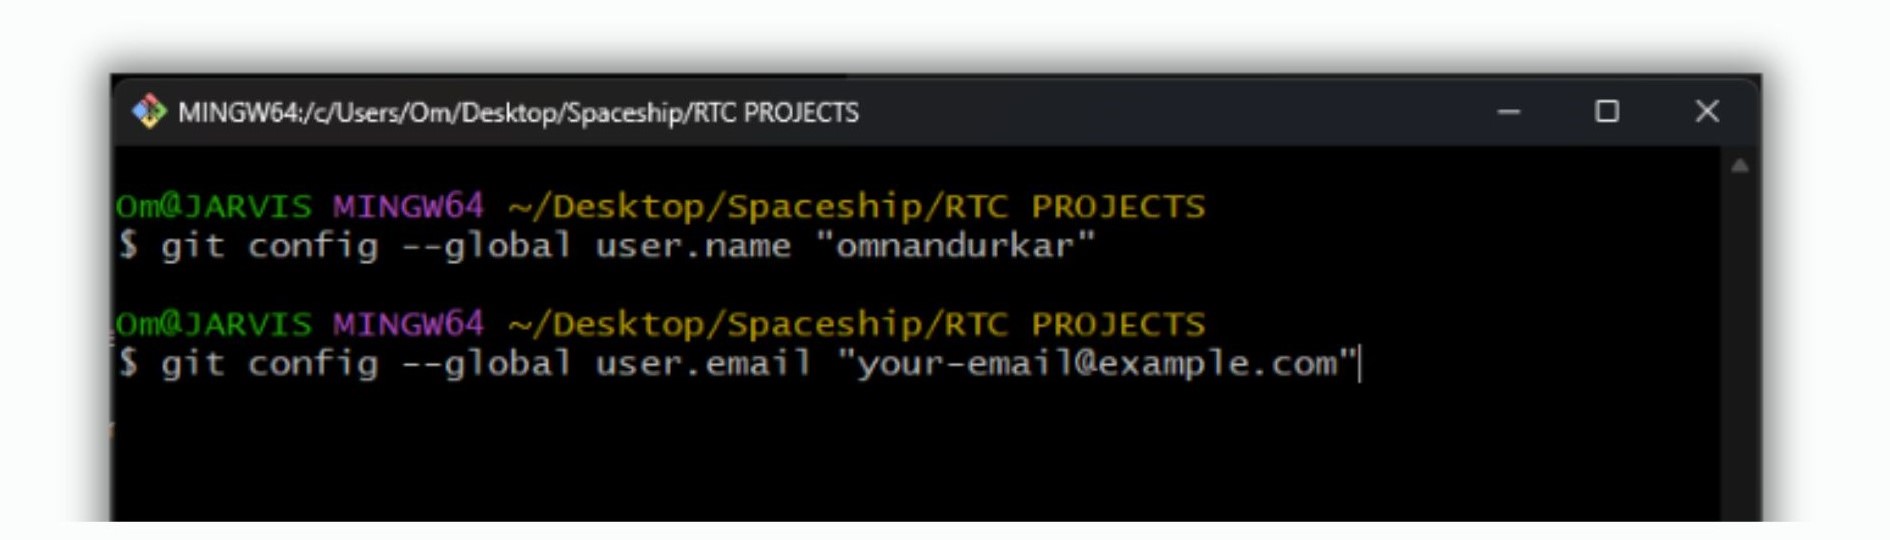 MINGW64:/c/Users/Om/Desktop/Spaceship/RTC PROJECTS
Om@JARVIS MINGW64 ~/Desktop/Spaceship/RTC PROJECTS
$ git config --global user.name "omnandurkar"
Om@JARVIS MINGW64 ~/Desktop/Spaceship/RTC PROJECTS
$ git config --global user.email "your-email@example.com"